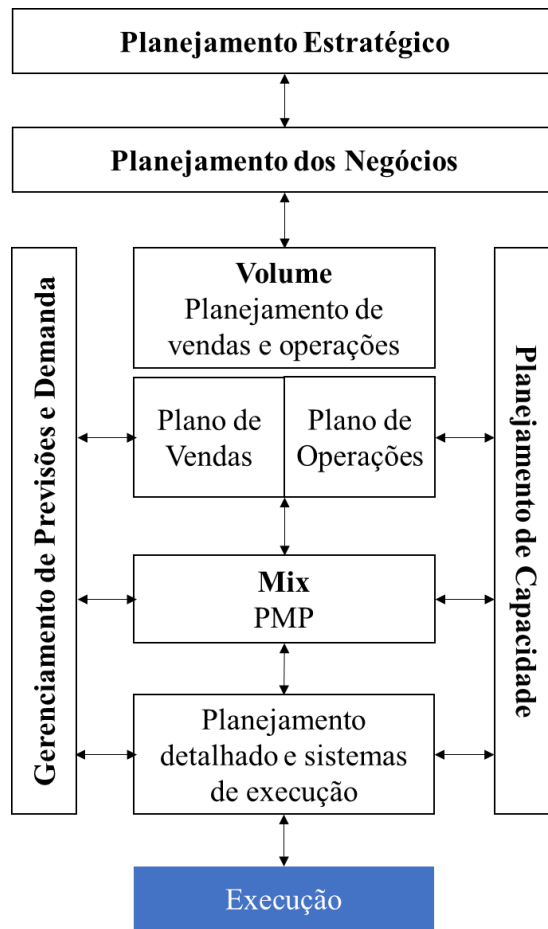 Planejamento Estratégico
Planejamento dos Negócios
Gerenciamento de Previsões e Demanda
Volume
Planejamento de
vendas e operações
Plano de
Vendas
Plano de
Operações
Mix
PMP
Planejamento
detalhado e sistemas
de execução
Planejamento de Capacidade
Execução